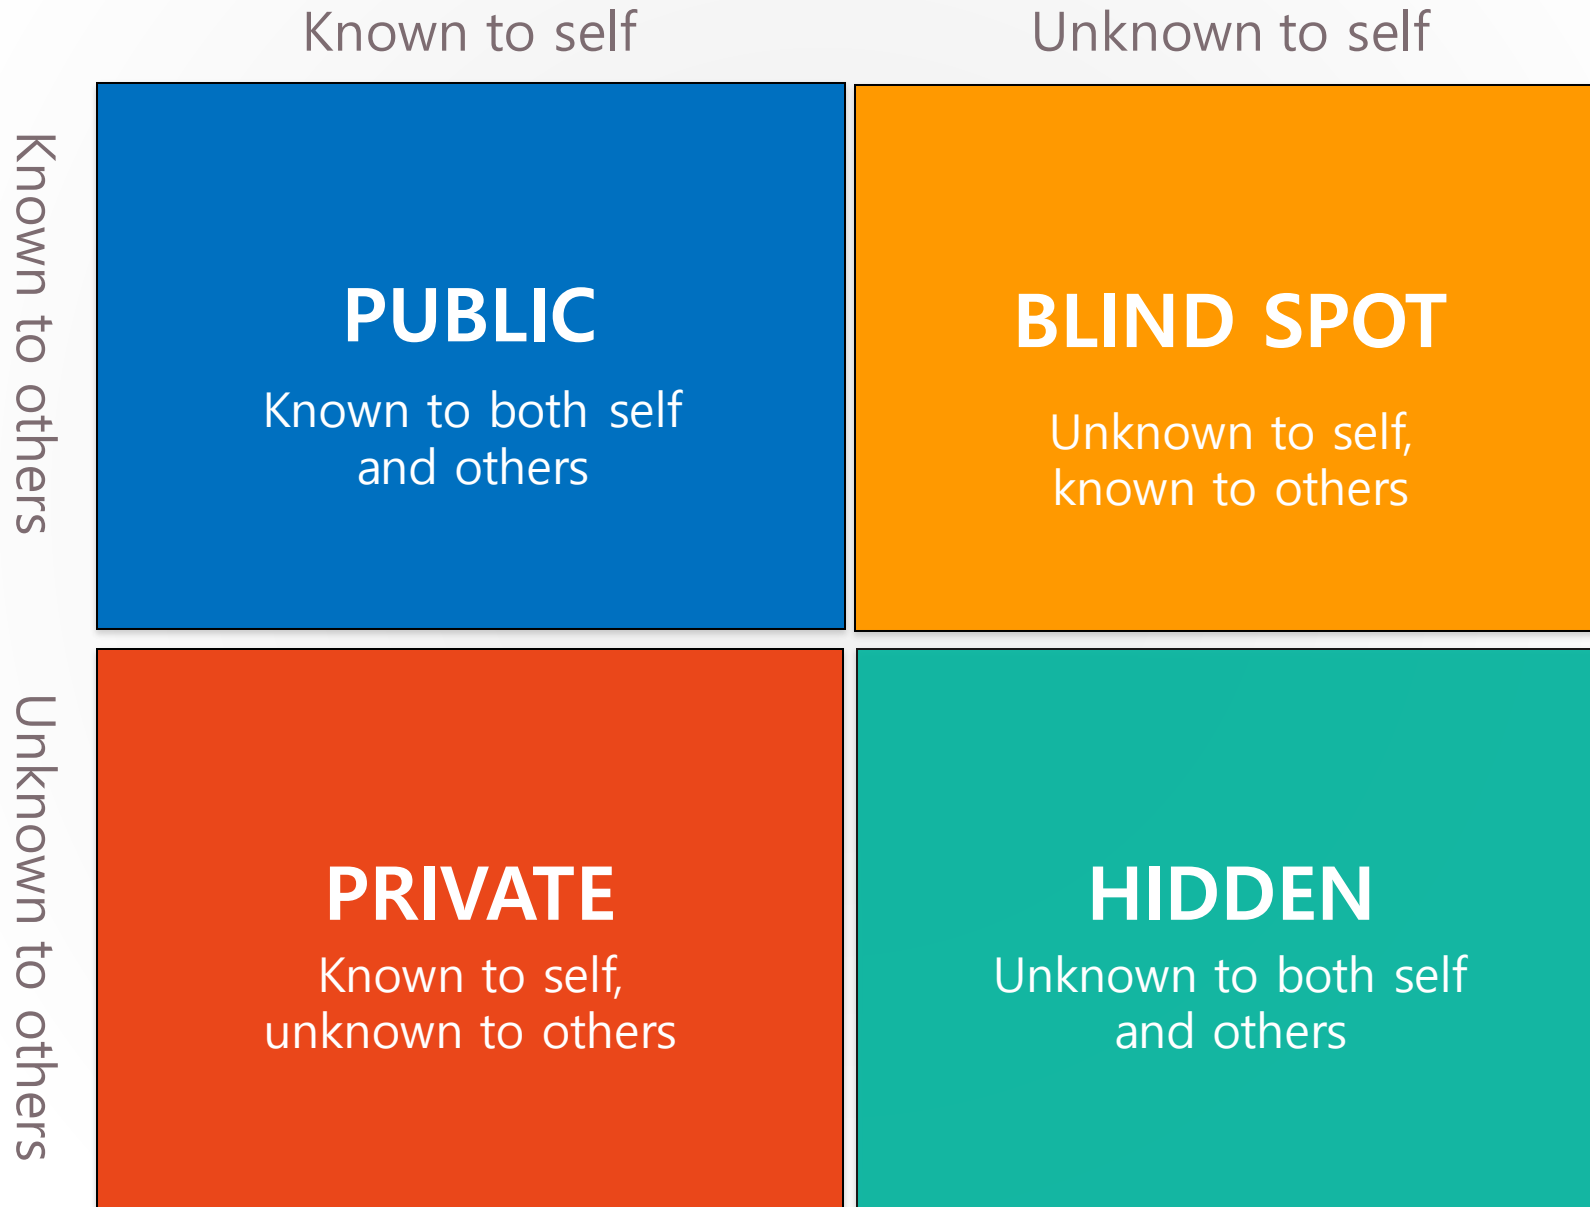 Known to self
Unknown to self
Known to others
PUBLIC
Known to both self
and others
BLIND SPOT
Unknown to self,
known to others
Unknown to others
PRIVATE
Known to self,
unknown to others
HIDDEN
Unknown to both self
and others